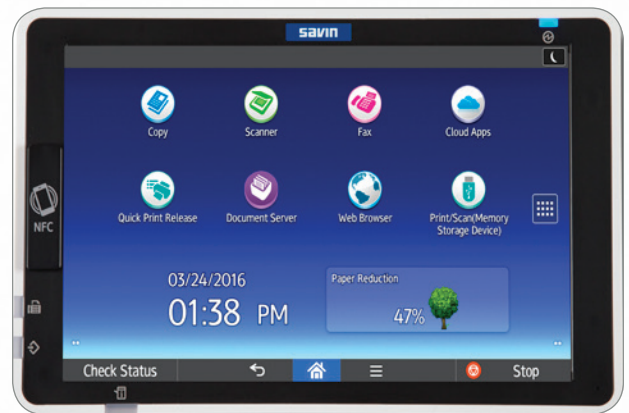 savin
Copy
Scanner
Fax
Cloud Apps
Quick Print Release
Document Server
Web Browser
Print/Scan(Memory
Storage Device)
NFC
03/24/2016
01:38 PM
Paper Reduction
47%
Check Status
Stop